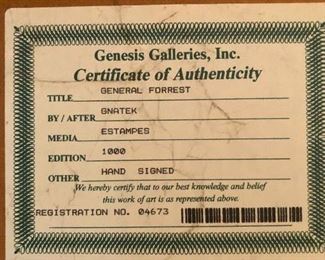 Genesis Galleries, Inc.
Certificate of Authenticity
TITLE GENERAL FORREST
BY / AFTER GNATEK
MEDIA ESTAMPES
EDITION 1000
OTHER HAND SIGNED
We hereby certify that to our best knowledge and belief
this work of art is as represented above.
REGISTRATION NO. 04673